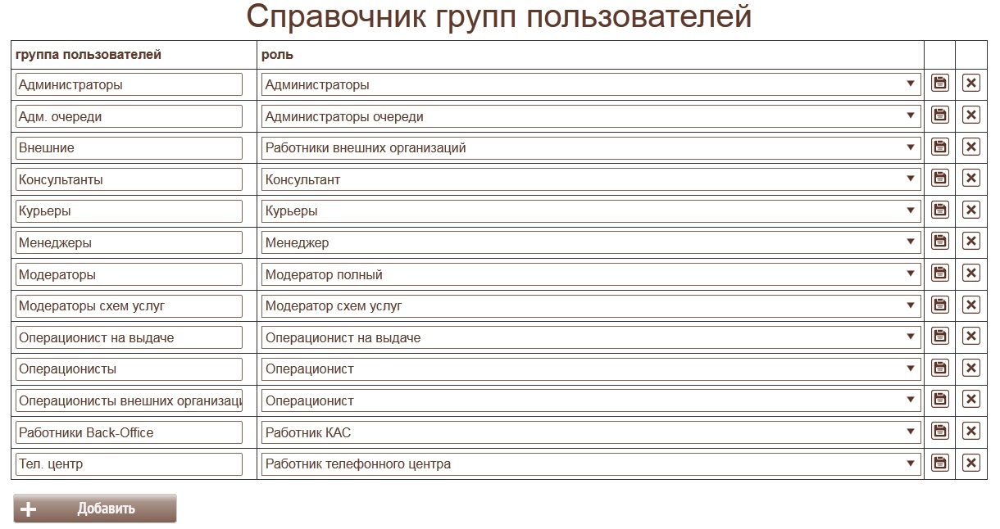 Справочник групп пользователей
группа пользователей роль
Администраторы Администраторы
Адм. очереди Администраторы очереди
Внешние Работники внешних организаций
Консультанты Консультант
Курьеры Курьеры
Менеджеры Менеджер
Модераторы Модератор полный
Модераторы схем услуг Модератор схем услуг
Операционист на выдаче Операционист на выдаче
Операционисты Операционист
Операционисты внешних организаци Операционист
Работники Back-Office Работник КАС
Тел. центр Работник телефонного центра
Добавить